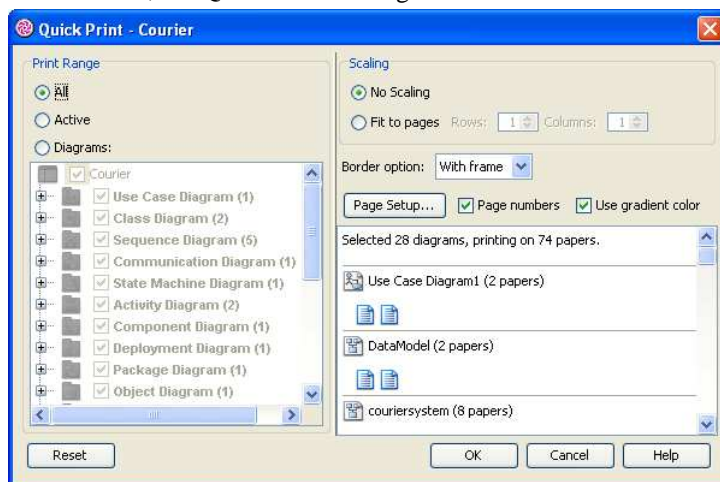 Quick Print - Courier
Print Range
All
Active
Diagrams:
Courier
Use Case Diagram (1)
Class Diagram (2)
Sequence Diagram (5)
Communication Diagram (1)
State Machine Diagram (1)
Activity Diagram (2)
Component Diagram (1)
Deployment Diagram (1)
Package Diagram (1)
Object Diagram (1)
Reset
Scaling
No Scaling
Fit to pages Rows: 1 Columns: 1
Border option: With frame
Page Setup... Page numbers Use gradient color
Selected 28 diagrams, printing on 74 papers.
Use Case Diagram1 (2 papers)
DataModel (2 papers)
couriersystem (8 papers)
OK Cancel Help